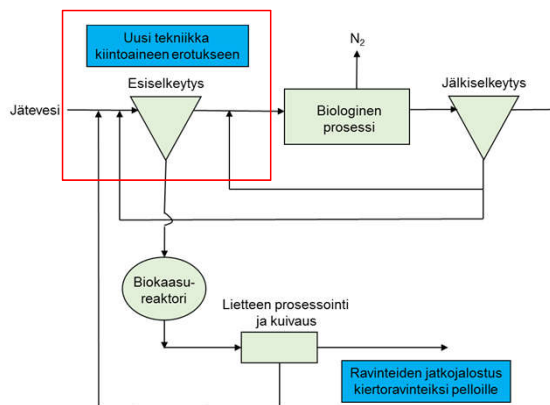 Uusi tekniikka
kiintoaineen erotukseen
N2
Esiselkeytys
Jälkiselkeytys
Jätevesi
Biologinen
prosessi
Biokaasu-
reaktori
Lietteen prosessointi
ja kuivaus
Ravinteiden jatkojalostus
kiertoravinteiksi pelloille